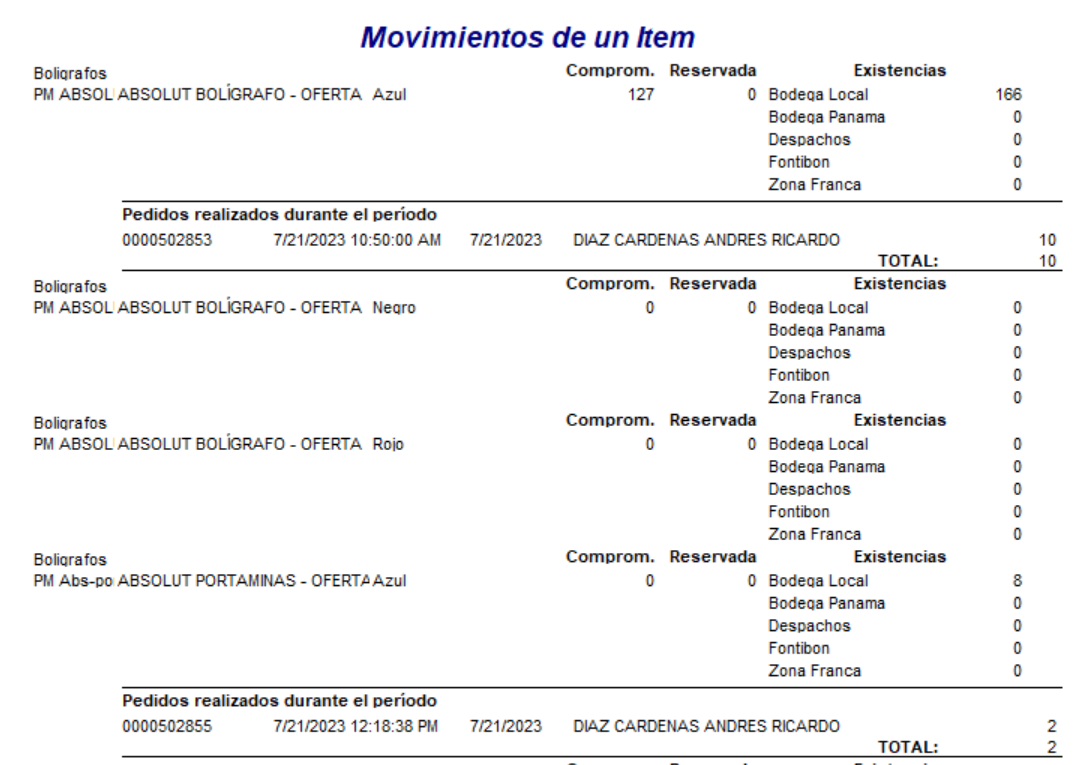 Movimientos de un Item
Boligrafos Comprom. Reservada Existencias
PM ABSOL ABSOLUT BOLÍGRAFO - OFERTA Azul 127 0 Bodega Local 166
Bodega Panama 0
Despachos 0
Fontibon 0
Zona Franca 0
Pedidos realizados durante el período
0000502853 7/21/2023 10:50:00 AM 7/21/2023 DIAZ CARDENAS ANDRES RICARDO 10
TOTAL: 10
Boligrafos Comprom. Reservada Existencias
PM ABSOL ABSOLUT BOLÍGRAFO - OFERTA Negro 0 0 Bodega Local 0
Bodega Panama 0
Despachos 0
Fontibon 0
Zona Franca 0
Boligrafos Comprom. Reservada Existencias
PM ABSOL ABSOLUT BOLÍGRAFO - OFERTA Rojo 0 0 Bodega Local 0
Bodega Panama 0
Despachos 0
Fontibon 0
Zona Franca 0
Boligrafos Comprom. Reservada Existencias
PM Abs-po ABSOLUT PORTAMINAS - OFERTA Azul 0 0 Bodega Local 8
Bodega Panama 0
Despachos 0
Fontibon 0
Zona Franca 0
Pedidos realizados durante el período
0000502855 7/21/2023 12:18:38 PM 7/21/2023 DIAZ CARDENAS ANDRES RICARDO 2
TOTAL: 2